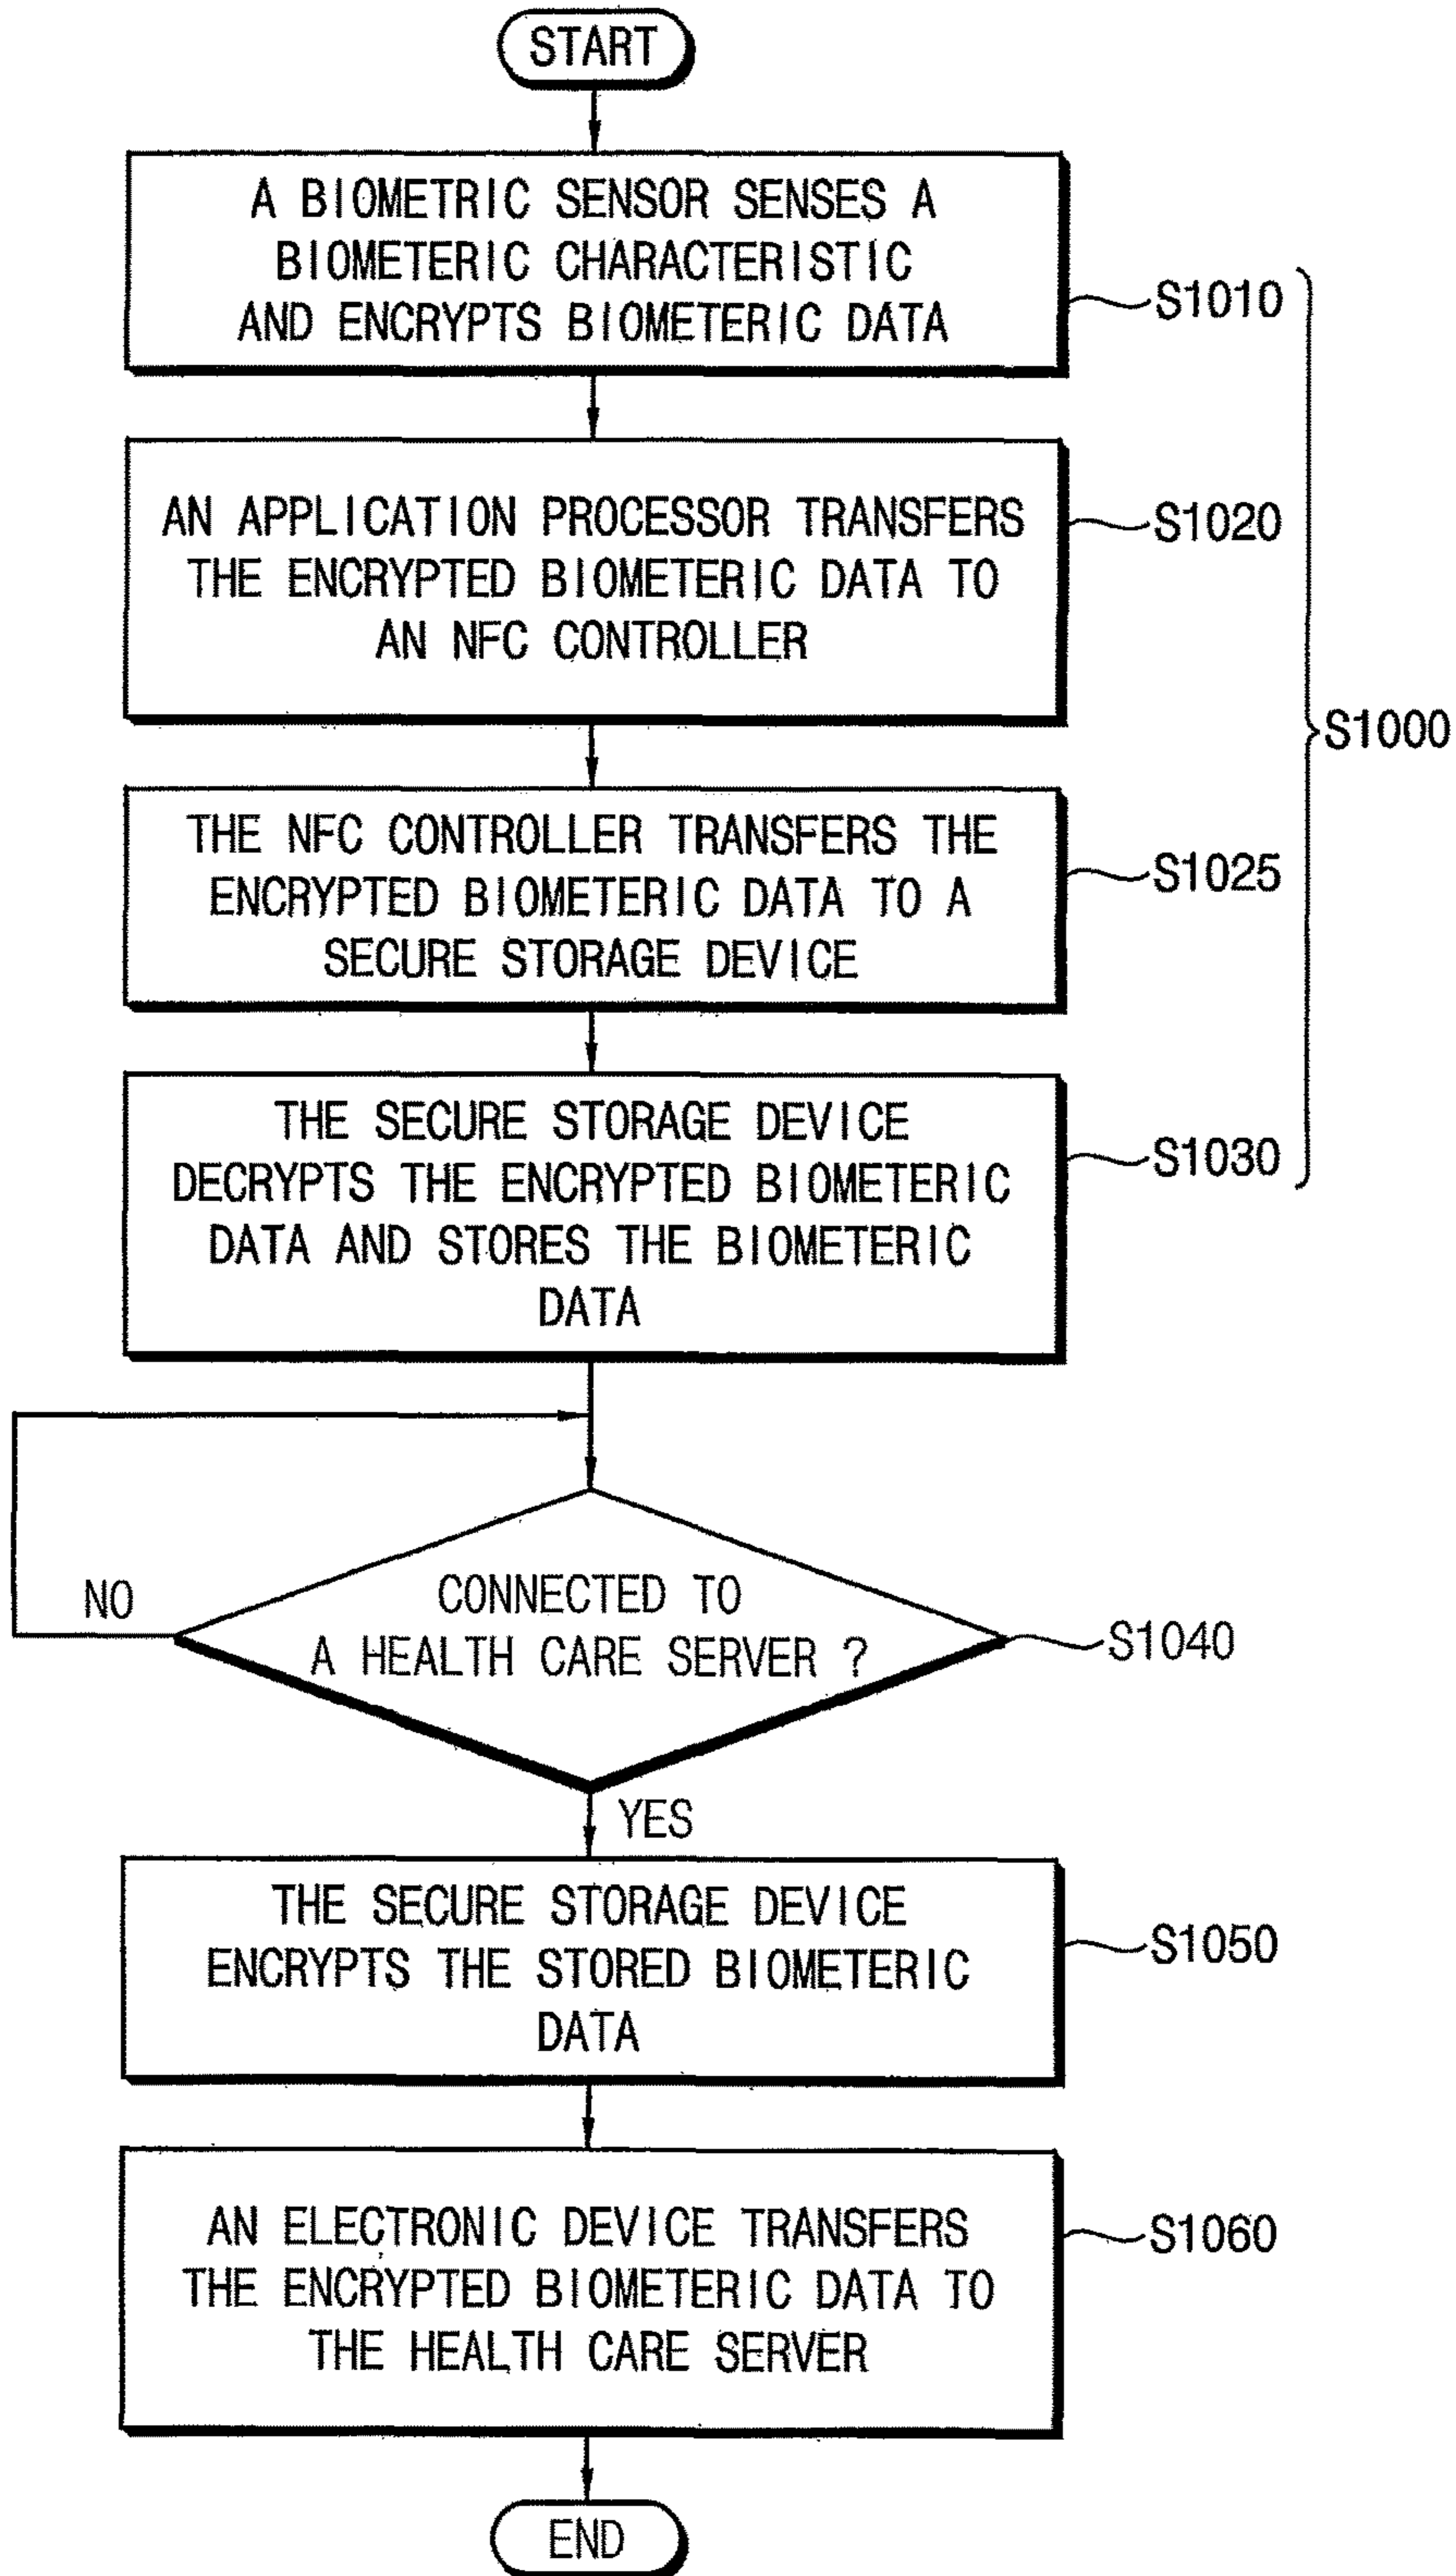 START
A BIOMETRIC SENSOR SENSES A
BIOMETERIC CHARACTERISTIC
AND ENCRYPTS BIOMETERIC DATA
S1010
AN APPLICATION PROCESSOR TRANSFERS
THE ENCRYPTED BIOMETERIC DATA TO
AN NFC CONTROLLER
S1020
S1000
THE NFC CONTROLLER TRANSFERS THE
ENCRYPTED BIOMETERIC DATA TO A
SECURE STORAGE DEVICE
S1025
THE SECURE STORAGE DEVICE
DECRYPTS THE ENCRYPTED BIOMETERIC
DATA AND STORES THE BIOMETERIC
DATA
S1030
CONNECTED TO
A HEALTH CARE SERVER ?
NO
S1040
YES
THE SECURE STORAGE DEVICE
ENCRYPTS THE STORED BIOMETERIC
DATA
S1050
AN ELECTRONIC DEVICE TRANSFERS
THE ENCRYPTED BIOMETERIC DATA TO
THE HEALTH CARE SERVER
S1060
END